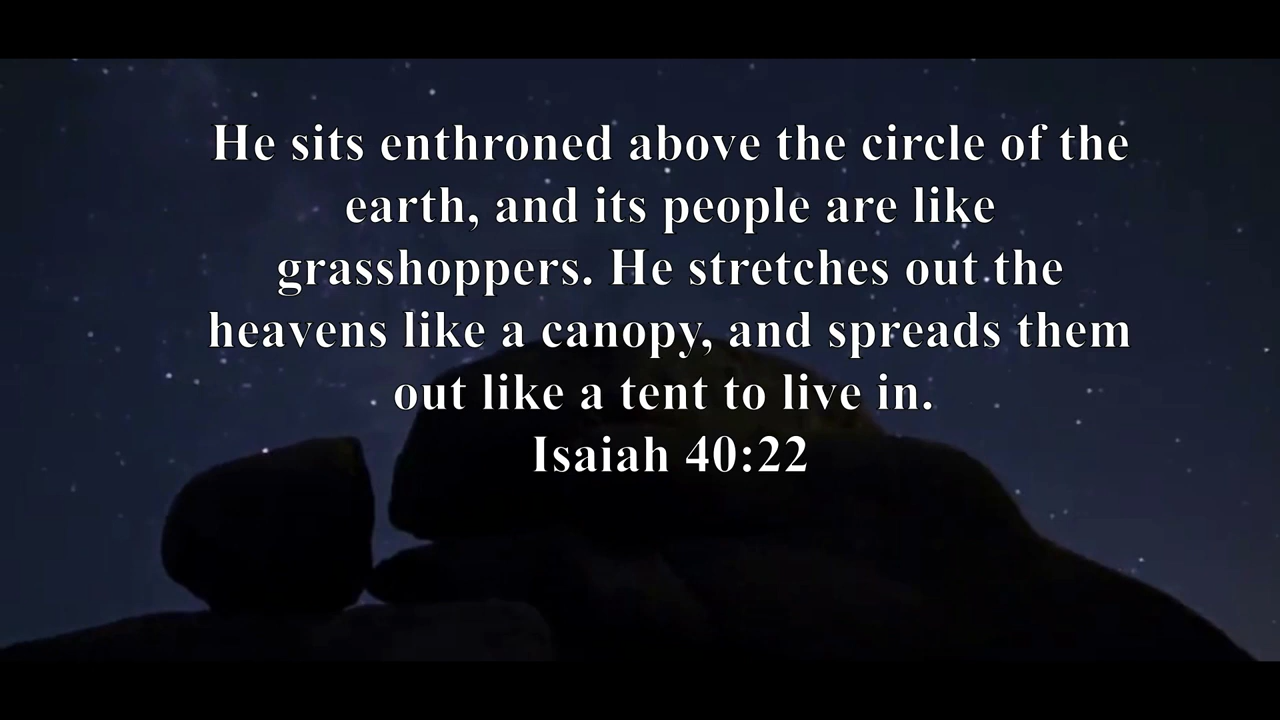 He sits enthroned above the circle of the
earth, and its people are like
grasshoppers. He stretches out the
heavens like a canopy, and spreads them
out like a tent to live in.
Isaiah 40:22